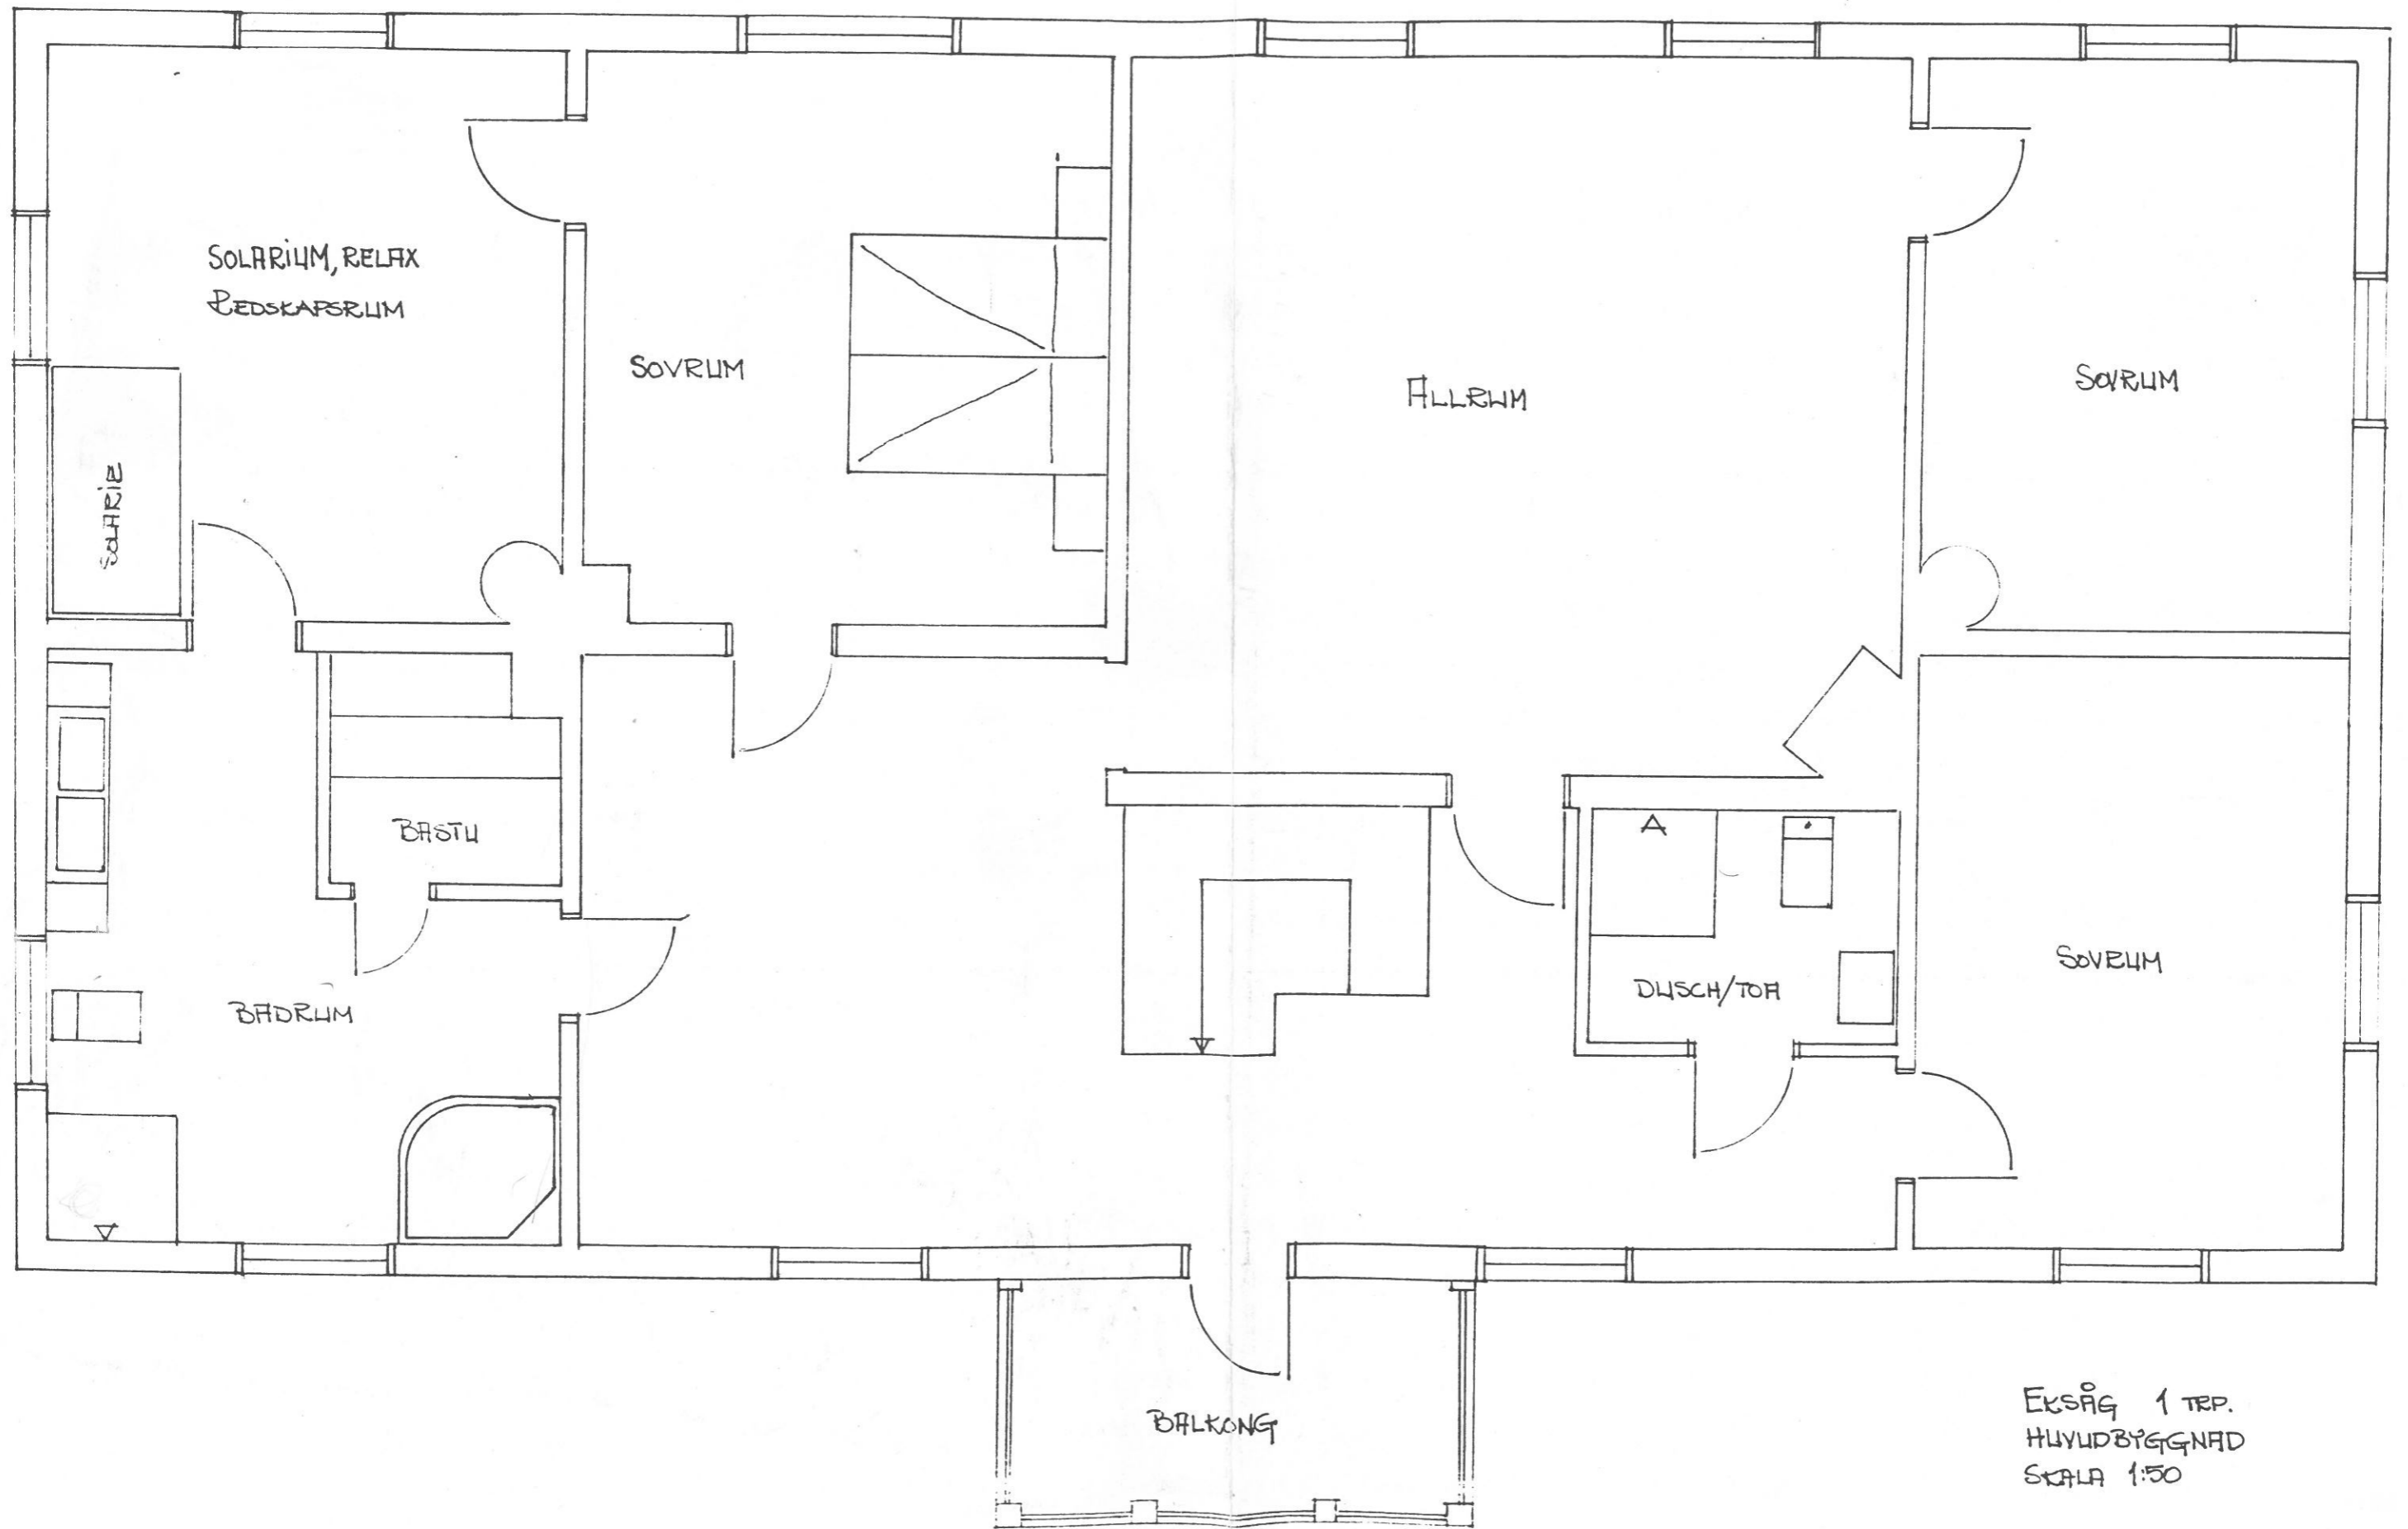 SOLARIUM, RELAX
REDSKAPSRUM
SOVRUM
ALLRUM
SOVRUM
SOLARIE
BASTU
BADRUM
DUSCH/TOA
SOVRUM
BALKONG
EKSÅG 1 TRP.
HUVUDBYGGNAD
SKALA 1:50